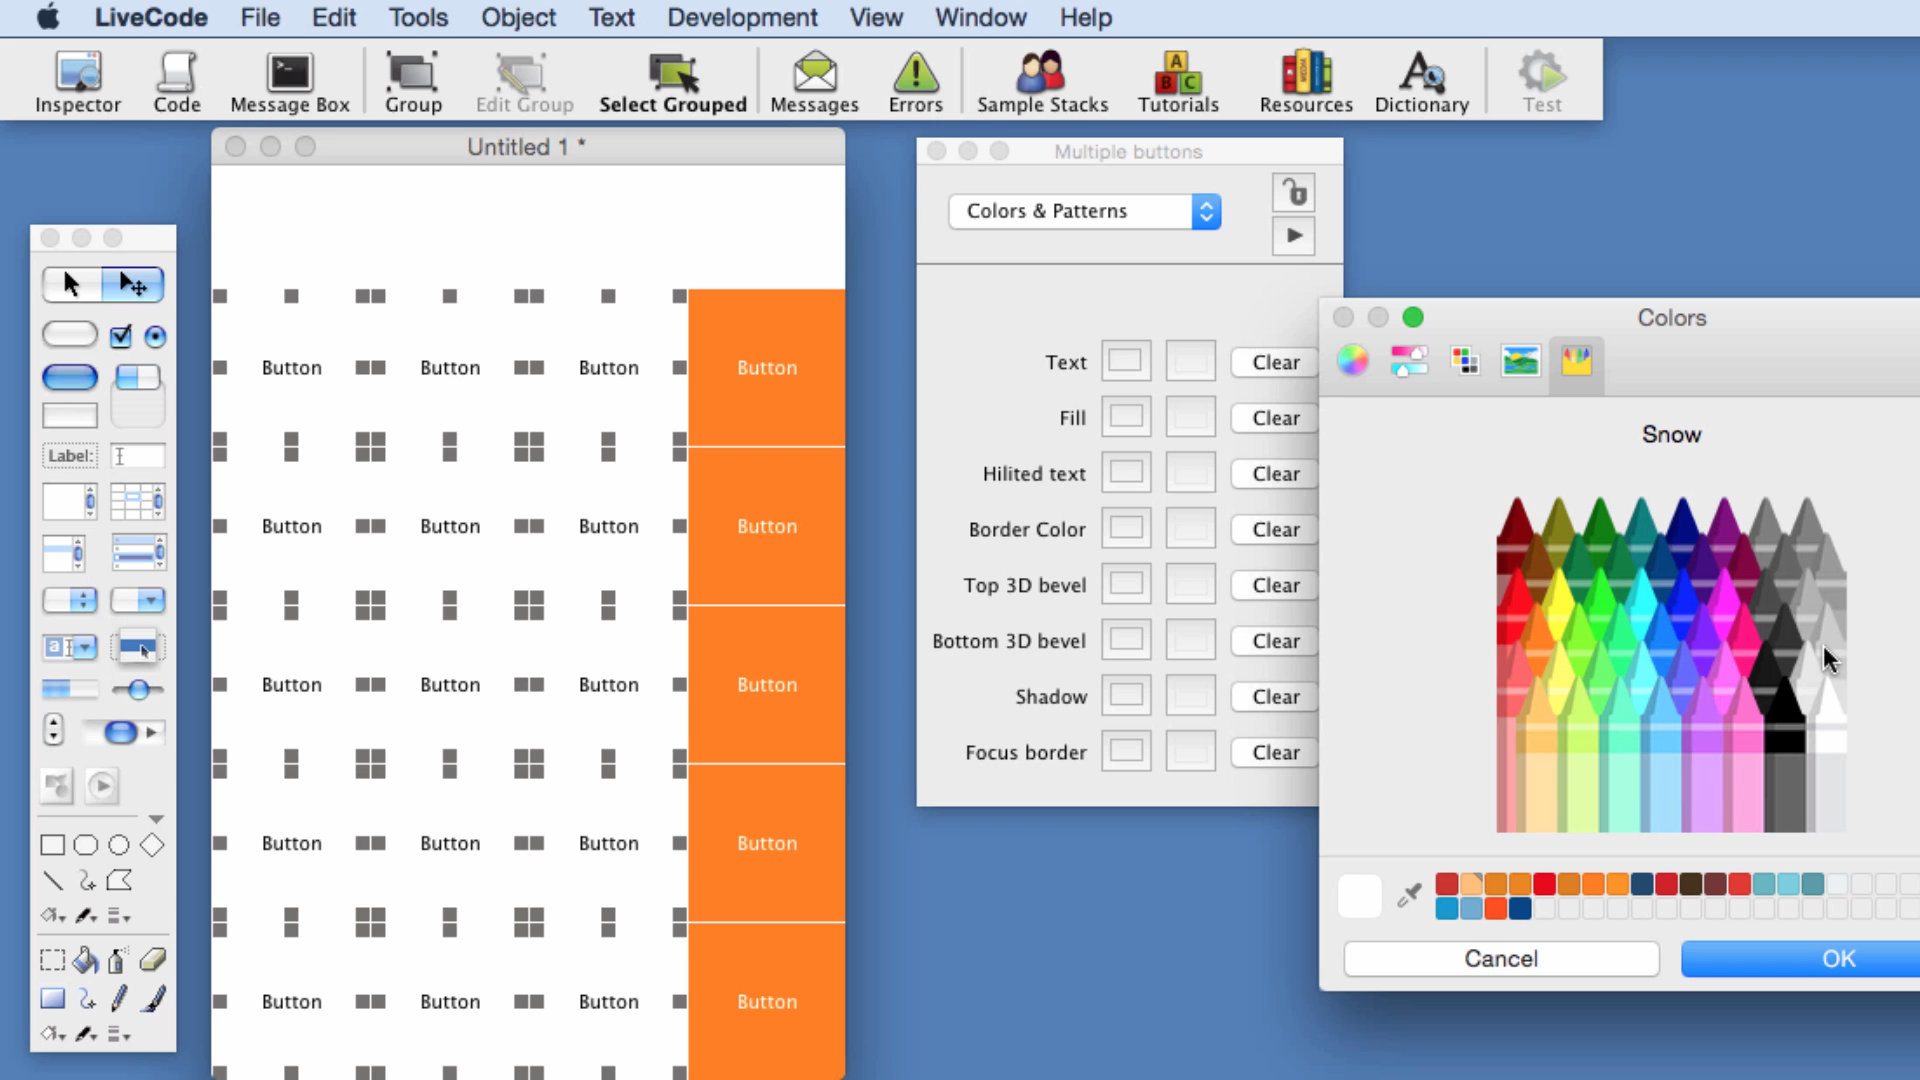 LiveCode File Edit Tools Object Text Development View Window Help
Inspector Code Message Box Group Edit Group Select Grouped Messages Errors Sample Stacks Tutorials Resources Dictionary Test
Untitled 1 *
Multiple buttons
Colors & Patterns
Colors
Label:
Snow
Text Clear
Fill Clear
Hilited text Clear
Border Color Clear
Top 3D bevel Clear
Bottom 3D bevel Clear
Shadow Clear
Focus border Clear
Button Button Button Button
Button Button Button Button
Button Button Button Button
Button Button Button Button
Button Button Button Button
Cancel OK